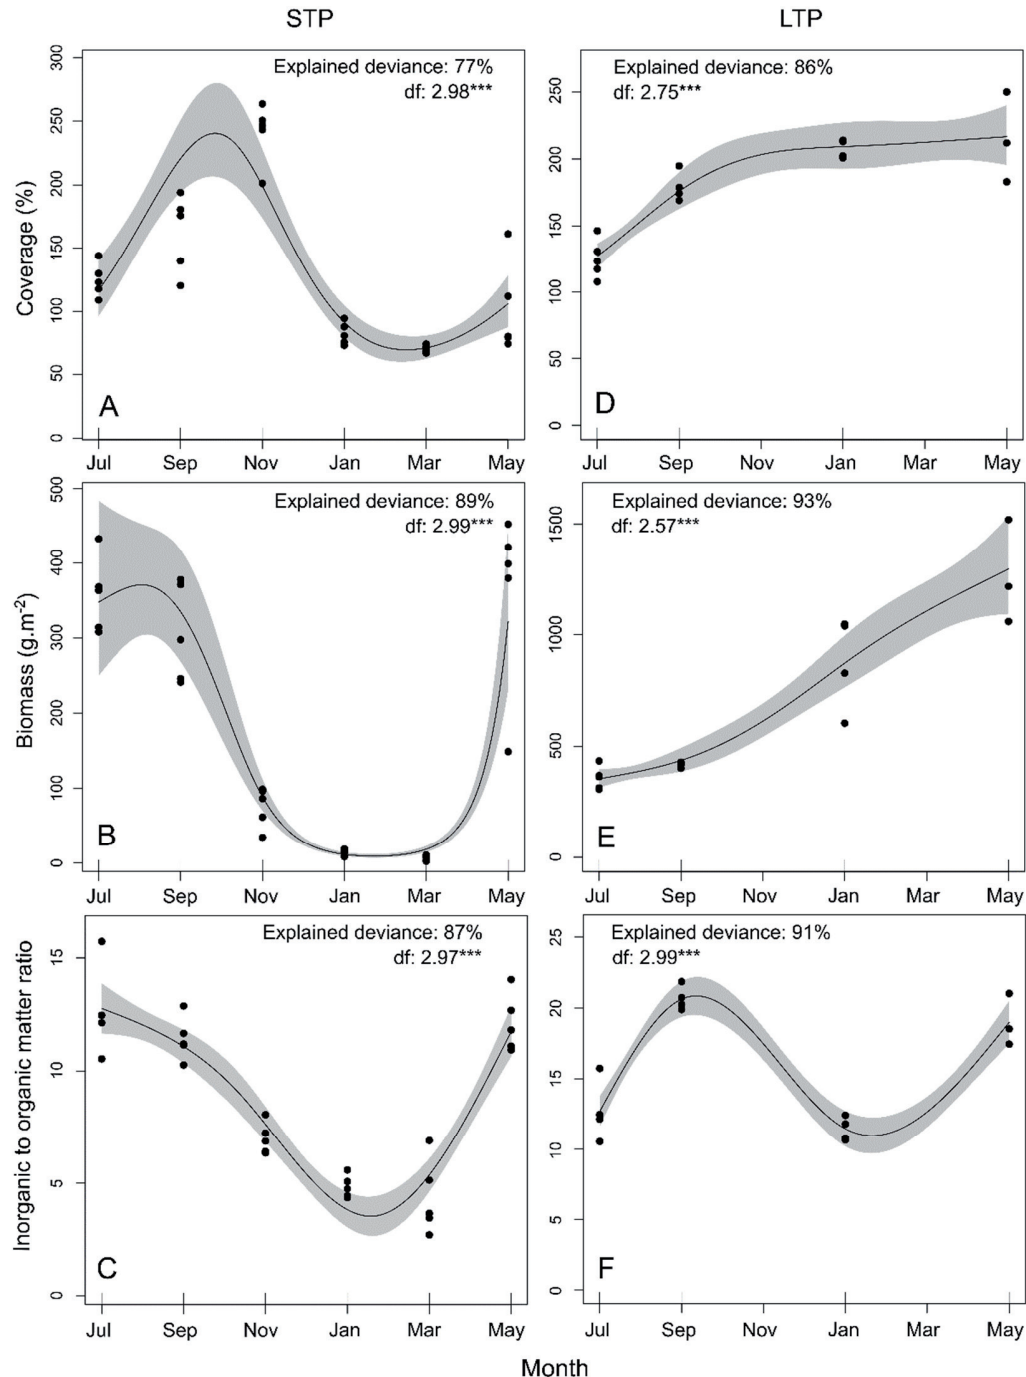 STP
LTP
Coverage (%)
300
250
200
150
100
50
0
Explained deviance: 77%
df: 2.98***
A
Jul Sep Nov Jan Mar May
250
200
150
100
50
0
Explained deviance: 86%
df: 2.75***
D
Jul Sep Nov Jan Mar May
Biomass (g.m-2)
500
400
300
200
100
0
Explained deviance: 89%
df: 2.99***
B
Jul Sep Nov Jan Mar May
1500
1000
500
0
Explained deviance: 93%
df: 2.57***
E
Jul Sep Nov Jan Mar May
Inorganic to organic matter ratio
15
10
5
0
Explained deviance: 87%
df: 2.97***
C
Jul Sep Nov Jan Mar May
25
20
15
10
5
0
Explained deviance: 91%
df: 2.99***
F
Jul Sep Nov Jan Mar May
Month